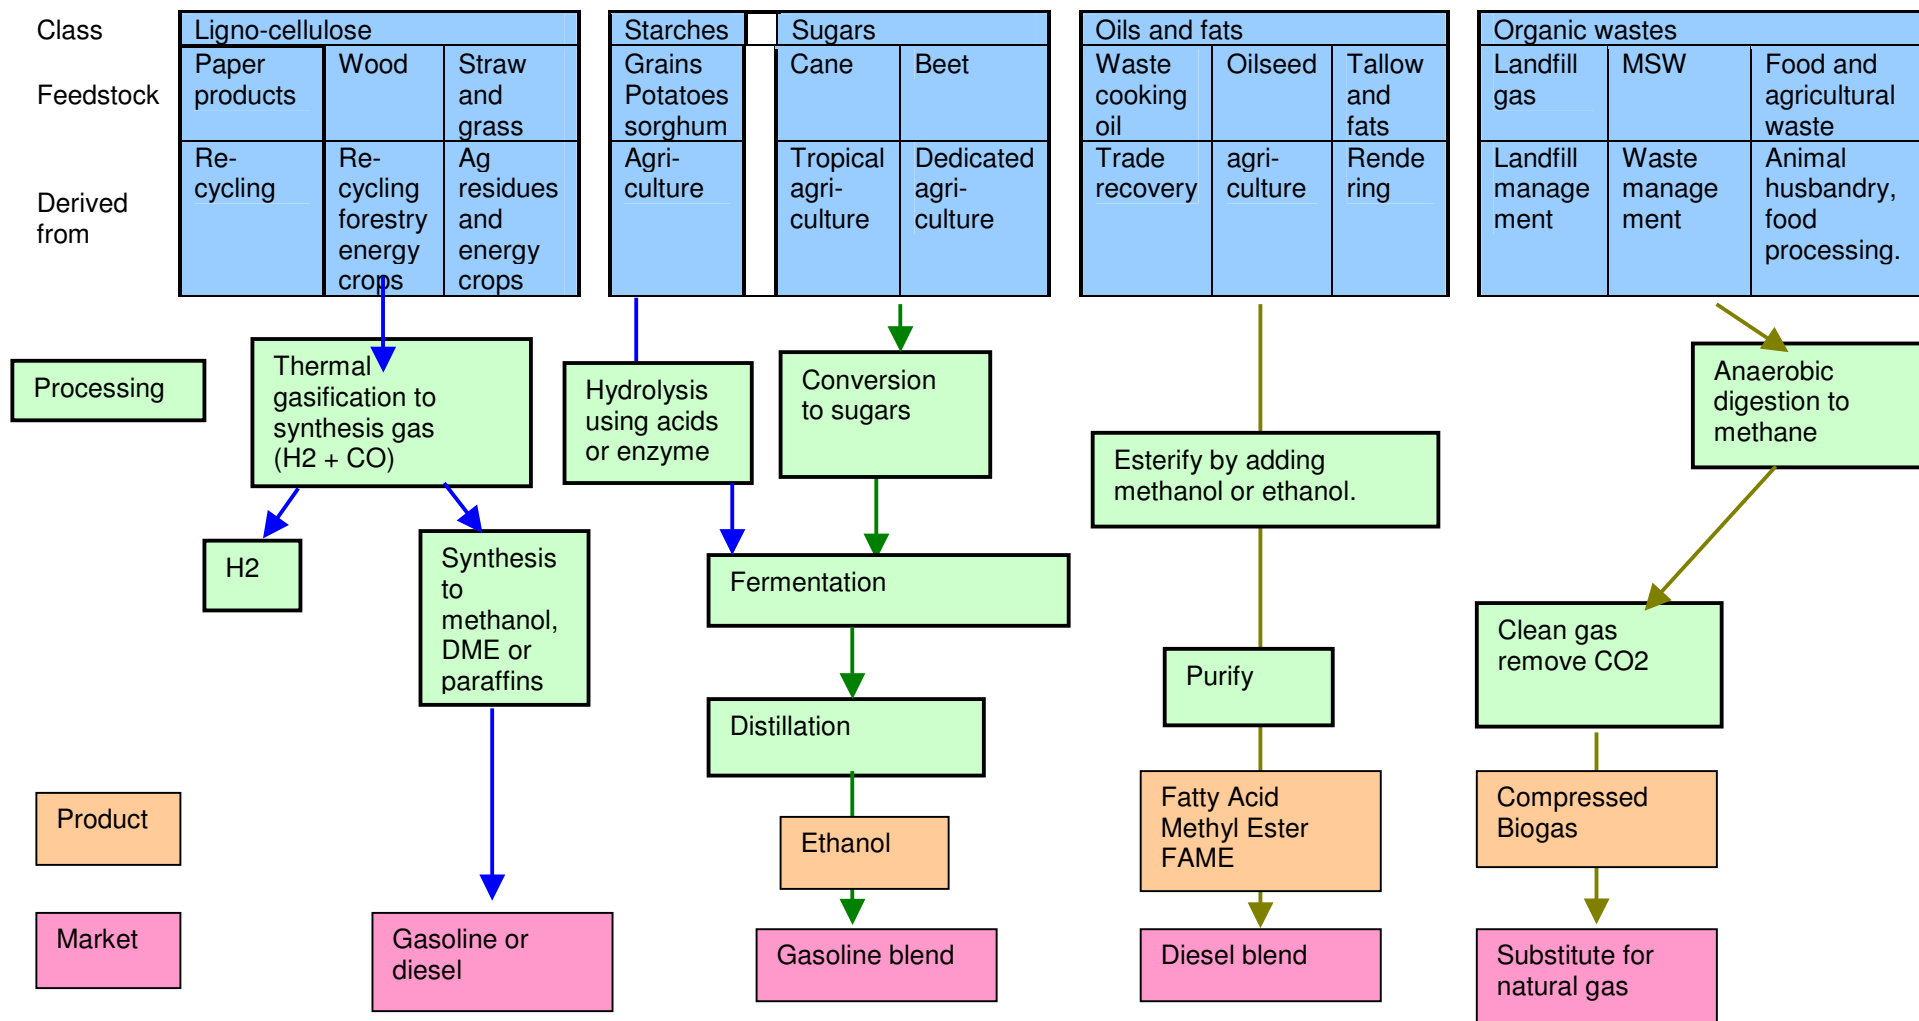 Class
Ligno-cellulose
Starches
Sugars
Oils and fats
Organic wastes
Feedstock
Paper
products
Wood
Straw
and
grass
Grains
Potatoes
sorghum
Cane
Beet
Waste
cooking
oil
Oilseed
Tallow
and
fats
Landfill
gas
MSW
Food and
agricultural
waste
Derived
from
Re-
cycling
Re-
cycling
forestry
energy
crops
Ag
residues
and
energy
crops
Agri-
culture
Tropical
agri-
culture
Dedicated
agri-
culture
Trade
recovery
agri-
culture
Rende
ring
Landfill
manage
ment
Waste
manage
ment
Animal
husbandry,
food
processing.
Processing
Thermal
gasification to
synthesis gas
(H2 + CO)
Hydrolysis
using acids
or enzyme
Conversion
to sugars
Esterify by adding
methanol or ethanol.
Anaerobic
digestion to
methane
H2
Synthesis
to
methanol,
DME or
paraffins
Fermentation
Clean gas
remove CO2
Purify
Distillation
Product
Ethanol
Fatty Acid
Methyl Ester
FAME
Compressed
Biogas
Market
Gasoline or
diesel
Gasoline blend
Diesel blend
Substitute for
natural gas